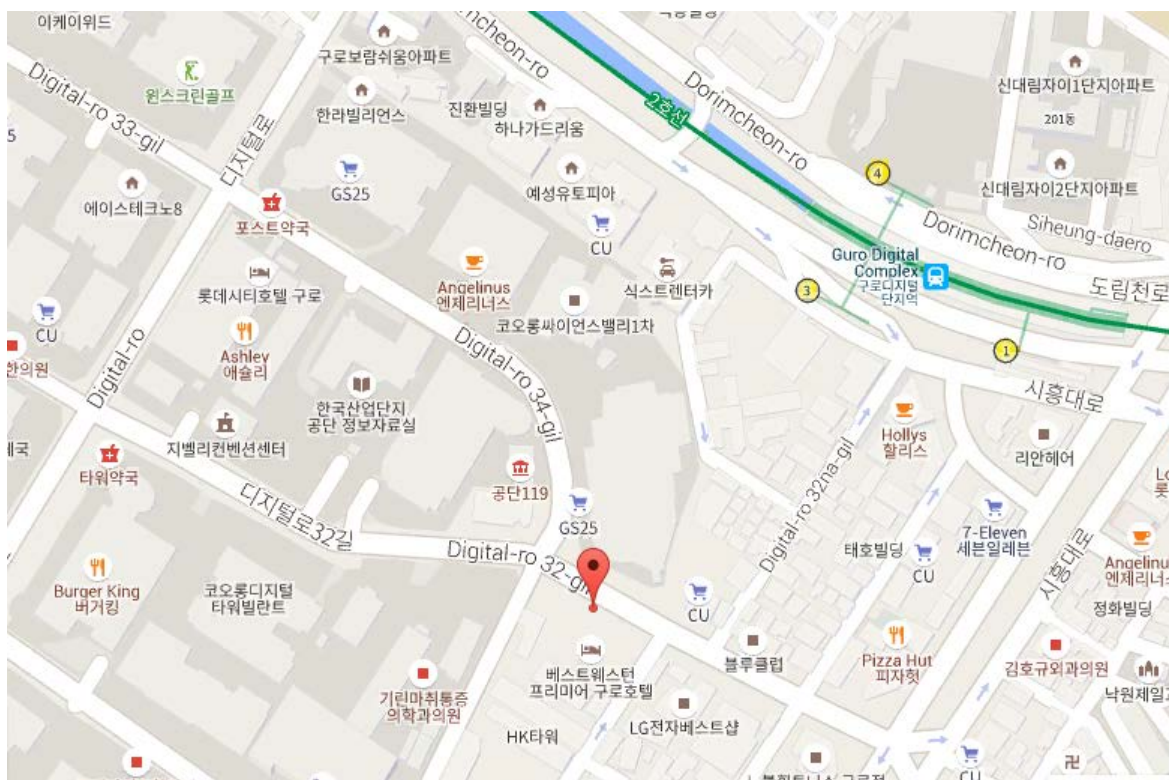 이케이위드
구로보람쉬움아파트
Dorimcheon-ro
Dorimcheon-ro
신대림자이1단지아파트
201동
Digital-ro 33-gil
윈스크린골프
한라빌리언스
진환빌딩
하나가드리움
2호선
5
디지털로
4
에이스테크노8
GS25
예성유토피아
신대림자이2단지아파트
포스트약국
CU
Siheung-daero
Dorimcheon-ro
롯데시티호텔 구로
Angelinus
엔제리너스
식스트렌터카
Guro Digital
Complex
구로디지털
단지역
도림천로
3
CU
코오롱싸이언스밸리1차
한의원
Ashley
애슐리
Digital-ro
Digital-ro 34-gil
1
시흥대로
한국산업단지
공단 정보자료실
Hollys
할리스
지벨리컨벤션센터
리안헤어
타워약국
공단119
Digital-ro 32na-gil
GS25
디지털로32길
7-Eleven
세븐일레븐
태호빌딩
CU
Digital-ro 32-gil
시흥대로
Angelinu
엔제리너스
Burger King
버거킹
코오롱디지털
타워빌란트
CU
정화빌딩
블루클럽
Pizza Hut
피자헛
김호규외과의원
베스트웨스턴
프리미어 구로호텔
기린마취통증
의학과의원
낙원제일
LG전자베스트샵
HK타워
CU